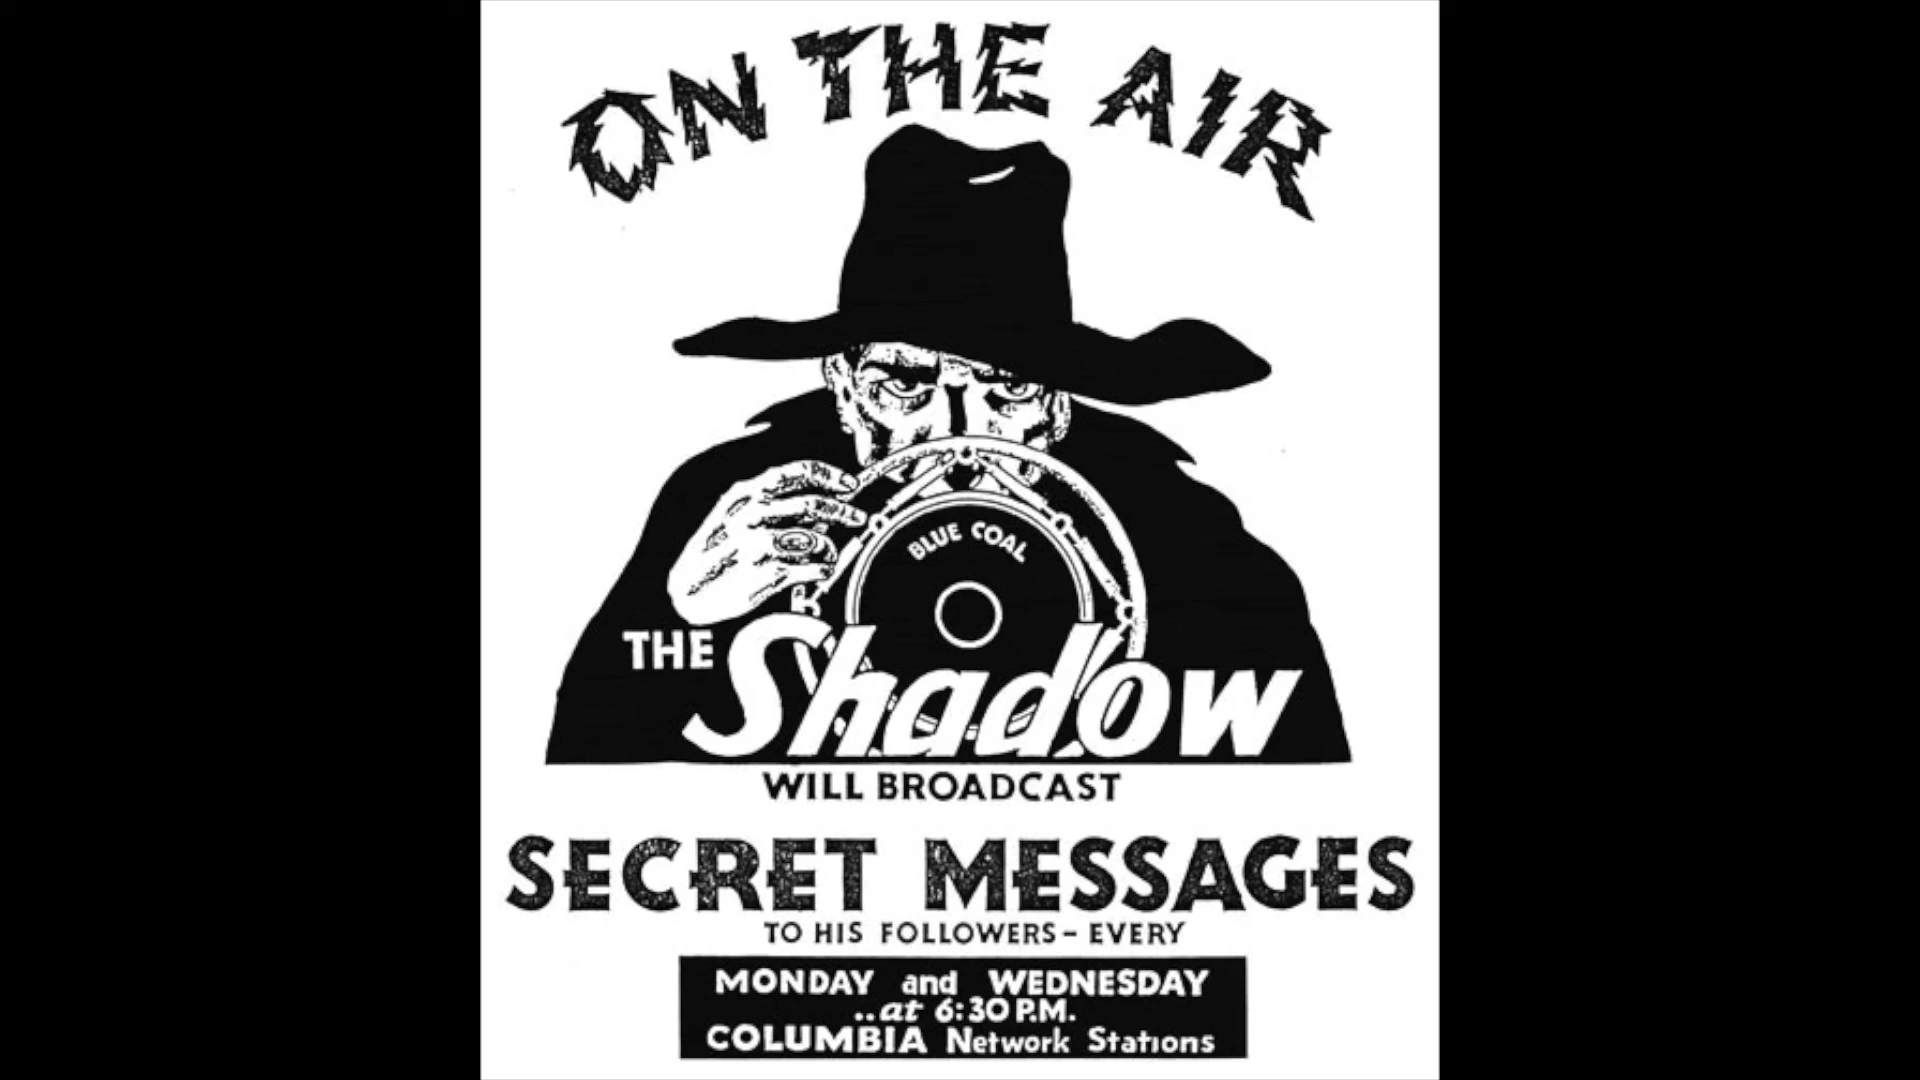 ON THE AIR
BLUE COAL
THE Shadow
WILL BROADCAST
SECRET MESSAGES
TO HIS FOLLOWERS - EVERY
MONDAY and WEDNESDAY
..at 6:30 P.M.
COLUMBIA Network Stations